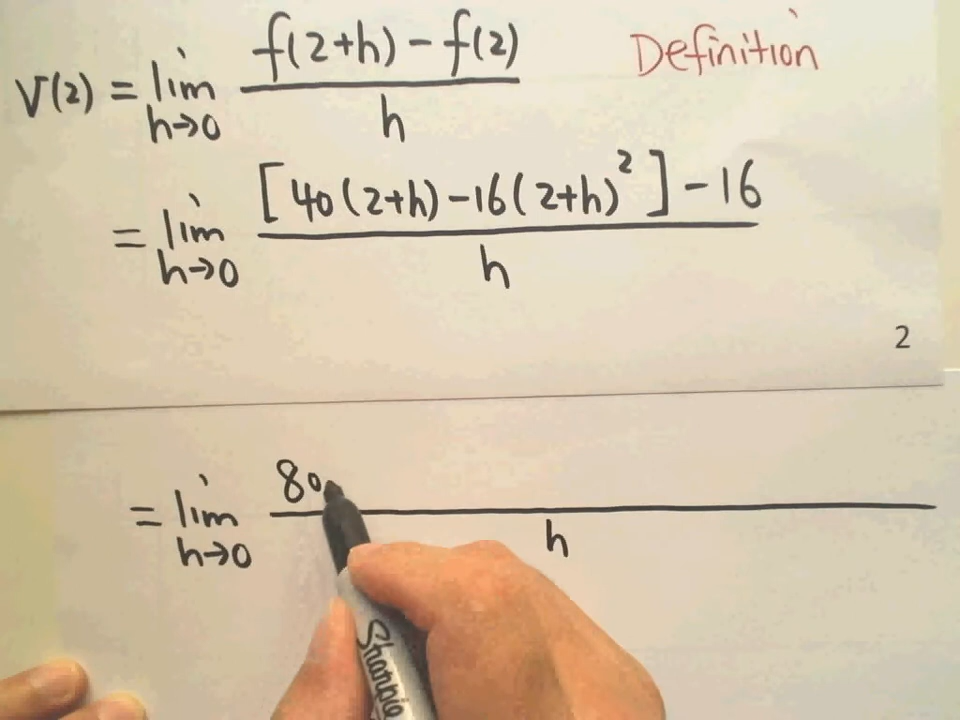 V(2) = lim h→0 f(2+h) − f(2) / h Definition
= lim h→0 [40(2+h) −16(2+h)²] − 16 / h
2
= lim h→0 80 / h
Sharpie